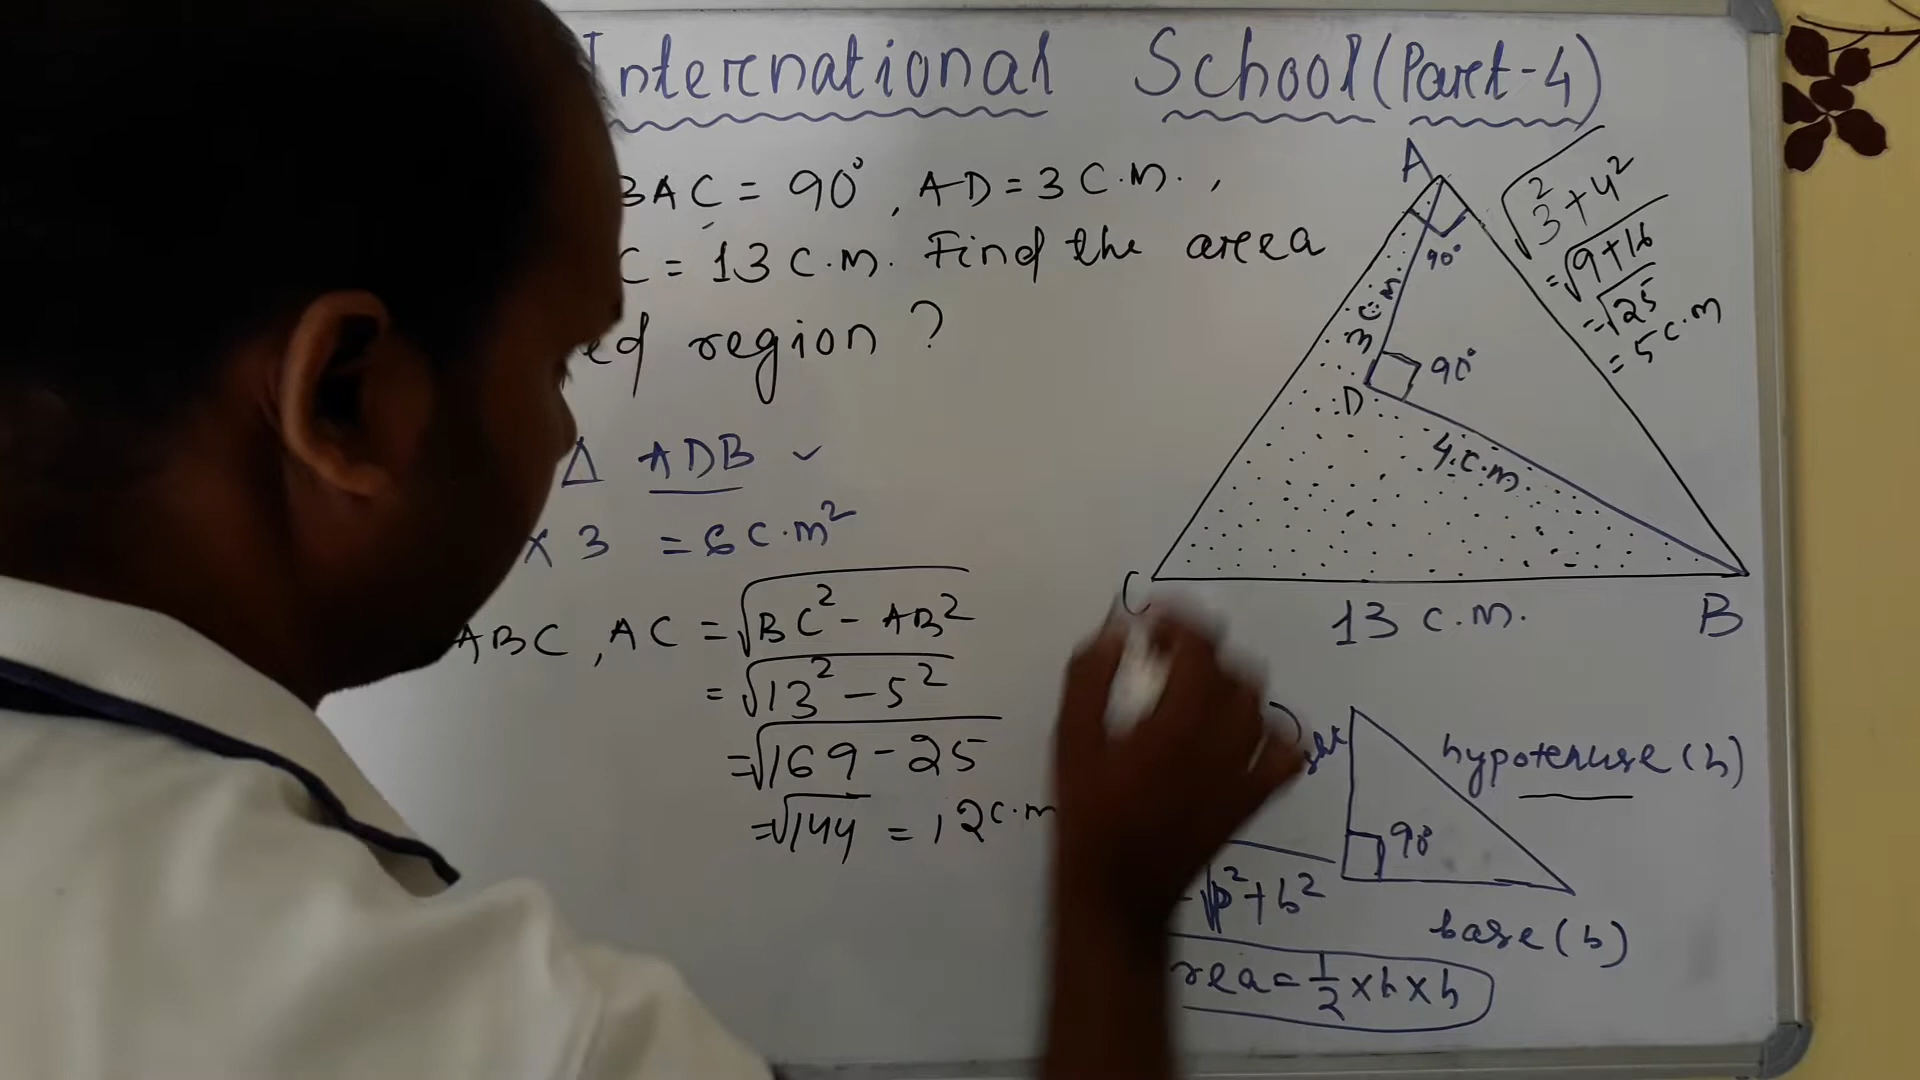 International School (Part-4)
BAC = 90°, AD = 3 C.m.,
C = 13 C.m. Find the area
ed region ?
Δ ADB ✓
× 3 = 6 C.m²
ABC, AC = √BC² - AB²
= √13² - 5²
= √169 - 25
= √144 = 12 C.m
A
√3² + 4²
= √9 + 16
= √25
= 5 C.m
90°
3 C.m.
90°
D
4 C.m
C
13 C.m.
B
hypotenuse (h)
90°
√p² + b²
base (b)
rea = 1/2 × b × h